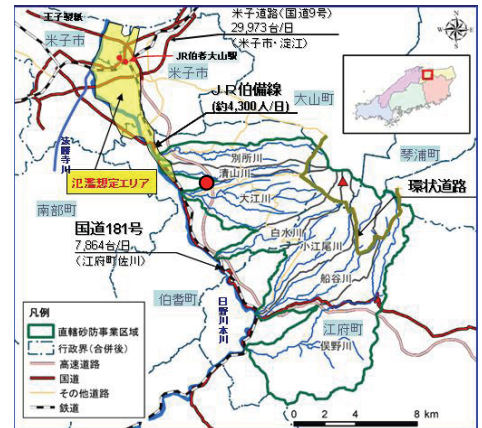 王子製紙
米子道路(国道9号)
29,973台/日
(米子市・淀江)
米子市
JR伯耆大山駅
米子市
JR伯備線
(約4,300人/日)
大山町
琴浦町
法勝寺川
別所川
清山川
氾濫想定エリア
大江川
環状道路
南部町
国道181号
7,864台/日
(江府町佐川)
白水川
小江尾川
船谷川
伯耆町
日野川本川
江府町
俣野川
凡例
直轄砂防事業区域
行政界(合併後)
高速道路
国道
その他道路
鉄道
0 2 4 8 km